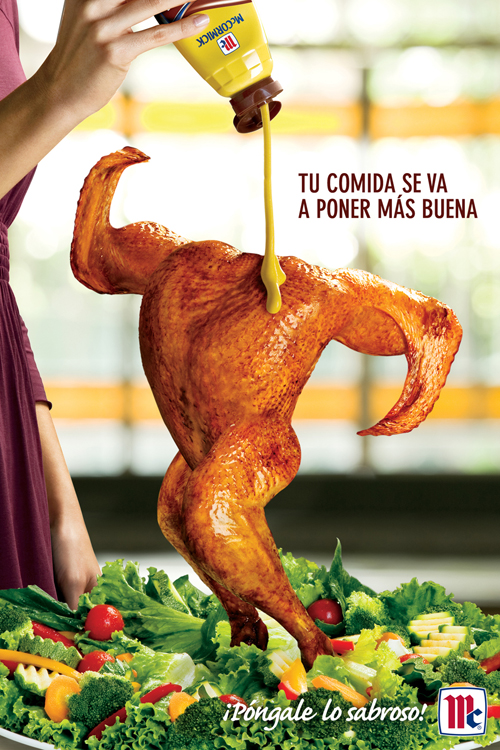 McCORMICK
Mc
TU COMIDA SE VA
A PONER MÁS BUENA
¡Póngale lo sabroso!
Mc